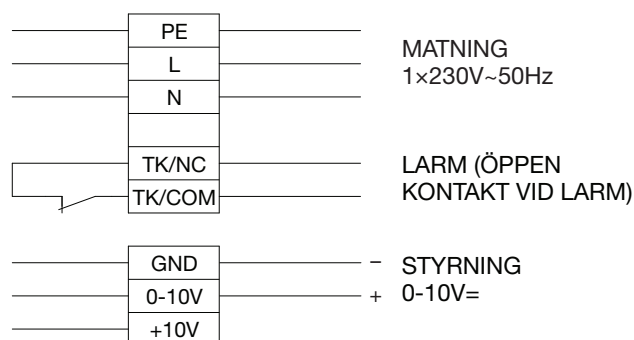 PE
L
N
MATNING
1×230V~50Hz
TK/NC
TK/COM
LARM (ÖPPEN
KONTAKT VID LARM)
GND
0-10V
+10V
− STYRNING
+ 0-10V=